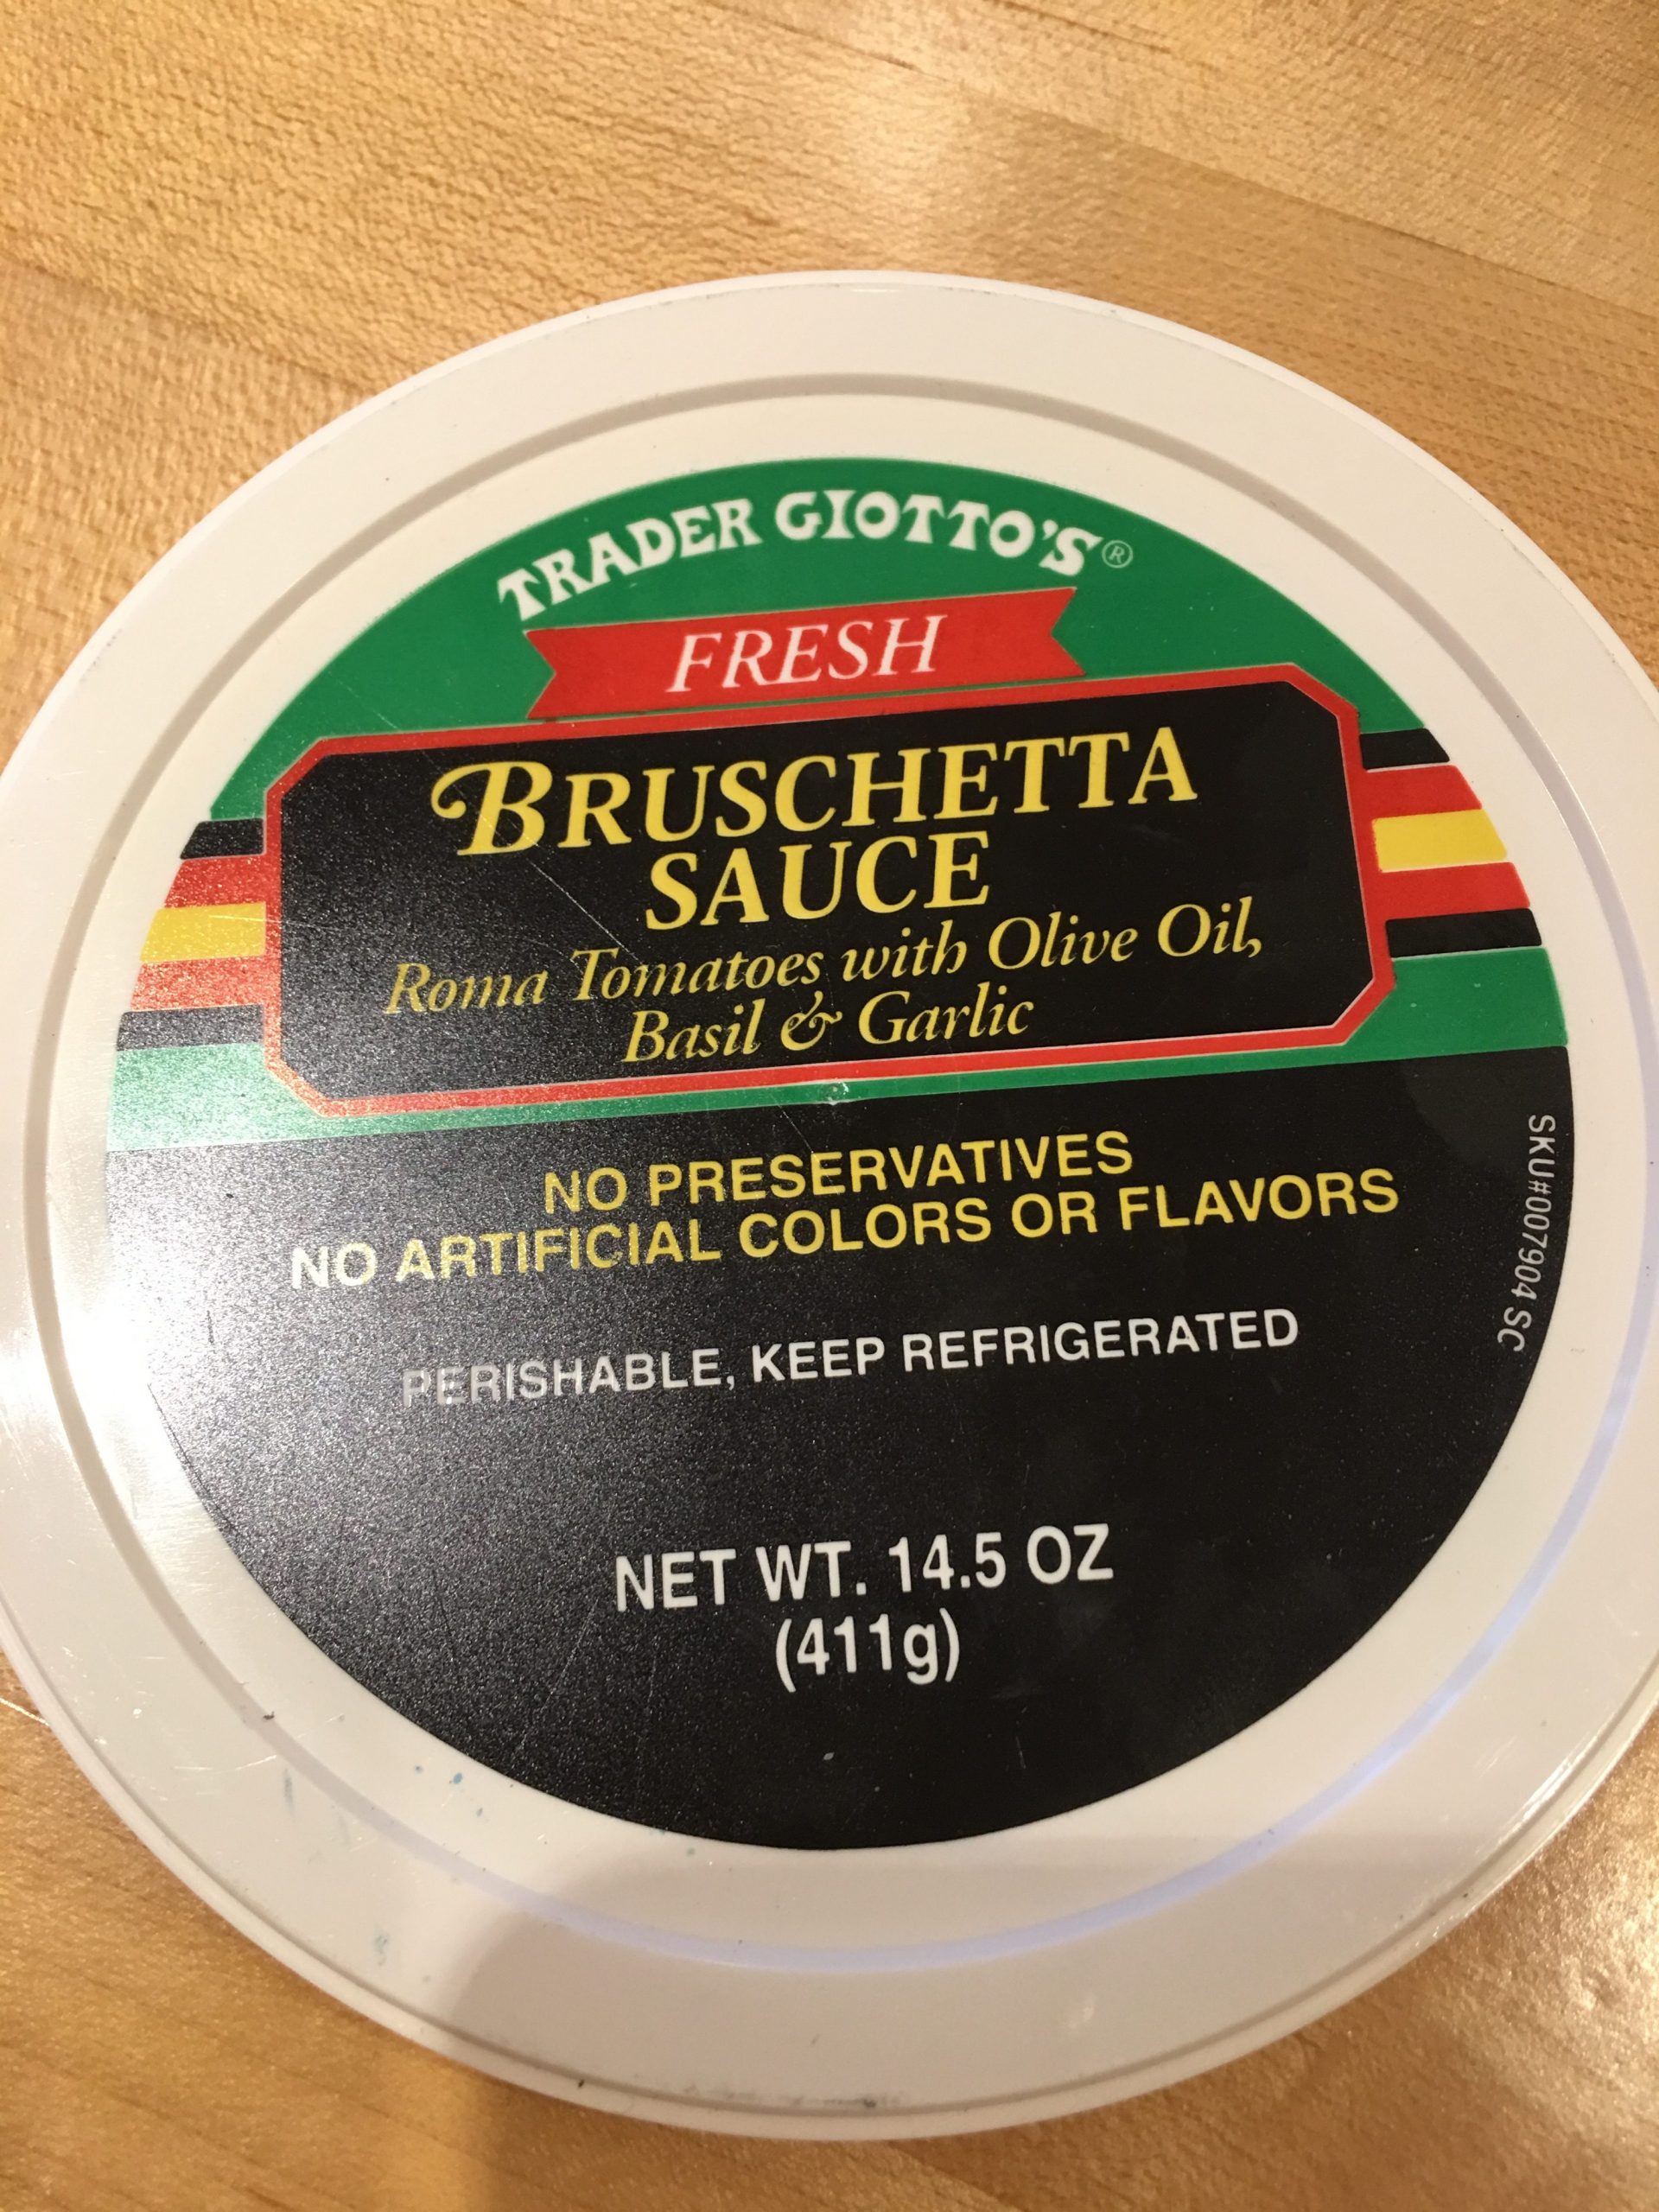 TRADER GIOTTO'S®
FRESH
BRUSCHETTA
SAUCE
Roma Tomatoes with Olive Oil,
Basil & Garlic
NO PRESERVATIVES
NO ARTIFICIAL COLORS OR FLAVORS
PERISHABLE, KEEP REFRIGERATED
NET WT. 14.5 OZ
(411g)
SKU#007904 SC